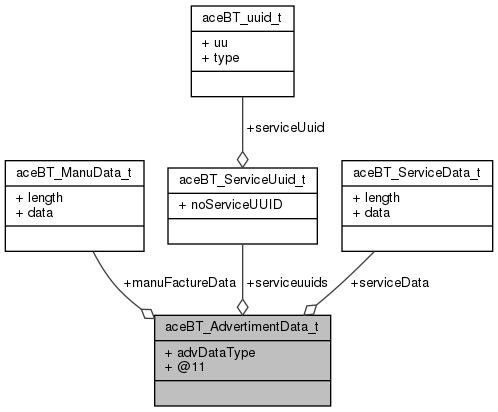 aceBT_uuid_t
+ uu
+ type
+serviceUuid
aceBT_ManuData_t
+ length
+ data
aceBT_ServiceUuid_t
+ noServiceUUID
aceBT_ServiceData_t
+ length
+ data
+manuFactureData
+serviceuuids
+serviceData
aceBT_AdvertimentData_t
+ advDataType
+ @11